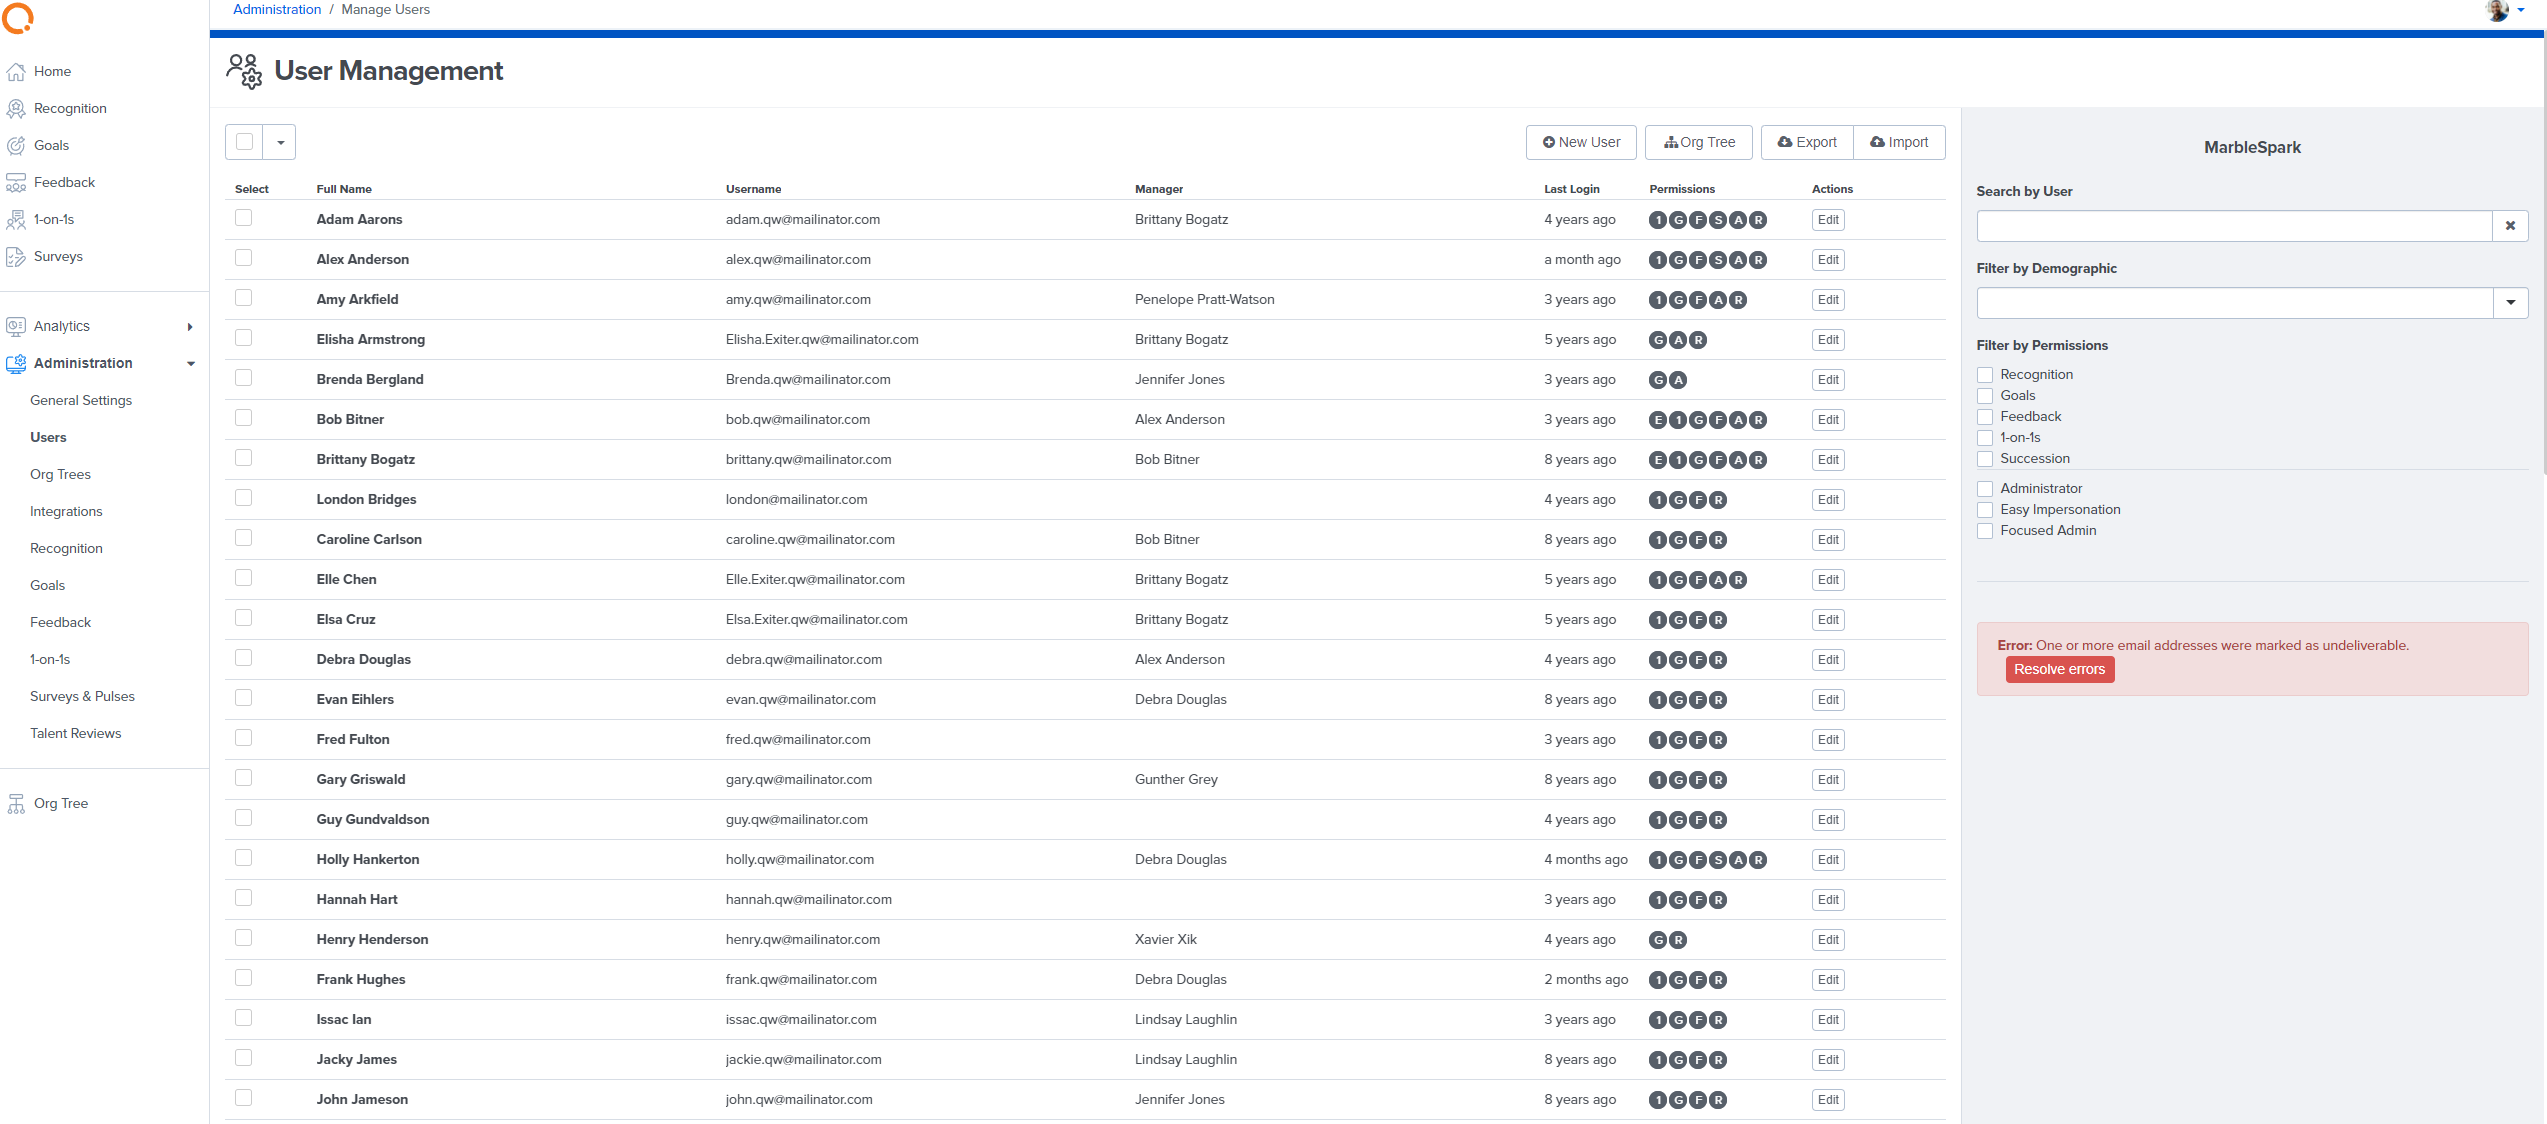 Administration / Manage Users
User Management
Home
Recognition
Goals
Feedback
1-on-1s
Surveys
Analytics
Administration
General Settings
Users
Org Trees
Integrations
Recognition
Goals
Feedback
1-on-1s
Surveys & Pulses
Talent Reviews
Org Tree
New User Org Tree Export Import
Select Full Name Username Manager Last Login Permissions Actions
Adam Aarons adam.qw@mailinator.com Brittany Bogatz 4 years ago 1 G F S A R Edit
Alex Anderson alex.qw@mailinator.com a month ago 1 G F S A R Edit
Amy Arkfield amy.qw@mailinator.com Penelope Pratt-Watson 3 years ago 1 G F A R Edit
Elisha Armstrong Elisha.Exiter.qw@mailinator.com Brittany Bogatz 5 years ago G A R Edit
Brenda Bergland Brenda.qw@mailinator.com Jennifer Jones 3 years ago G A Edit
Bob Bitner bob.qw@mailinator.com Alex Anderson 3 years ago E 1 G F A R Edit
Brittany Bogatz brittany.qw@mailinator.com Bob Bitner 8 years ago E 1 G F A R Edit
London Bridges london@mailinator.com 4 years ago 1 G F R Edit
Caroline Carlson caroline.qw@mailinator.com Bob Bitner 8 years ago 1 G F R Edit
Elle Chen Elle.Exiter.qw@mailinator.com Brittany Bogatz 5 years ago 1 G F A R Edit
Elsa Cruz Elsa.Exiter.qw@mailinator.com Brittany Bogatz 5 years ago 1 G F R Edit
Debra Douglas debra.qw@mailinator.com Alex Anderson 4 years ago 1 G F R Edit
Evan Eihlers evan.qw@mailinator.com Debra Douglas 8 years ago 1 G F R Edit
Fred Fulton fred.qw@mailinator.com 3 years ago 1 G F R Edit
Gary Griswald gary.qw@mailinator.com Gunther Grey 8 years ago 1 G F R Edit
Guy Gundvaldson guy.qw@mailinator.com 4 years ago 1 G F R Edit
Holly Hankerton holly.qw@mailinator.com Debra Douglas 4 months ago 1 G F S A R Edit
Hannah Hart hannah.qw@mailinator.com 3 years ago 1 G F R Edit
Henry Henderson henry.qw@mailinator.com Xavier Xik 4 years ago G R Edit
Frank Hughes frank.qw@mailinator.com Debra Douglas 2 months ago 1 G F R Edit
Issac Ian issac.qw@mailinator.com Lindsay Laughlin 3 years ago 1 G F R Edit
Jacky James jackie.qw@mailinator.com Lindsay Laughlin 8 years ago 1 G F R Edit
John Jameson john.qw@mailinator.com Jennifer Jones 8 years ago 1 G F R Edit
MarbleSpark
Search by User
Filter by Demographic
Filter by Permissions
Recognition
Goals
Feedback
1-on-1s
Succession
Administrator
Easy Impersonation
Focused Admin
Error: One or more email addresses were marked as undeliverable.
Resolve errors